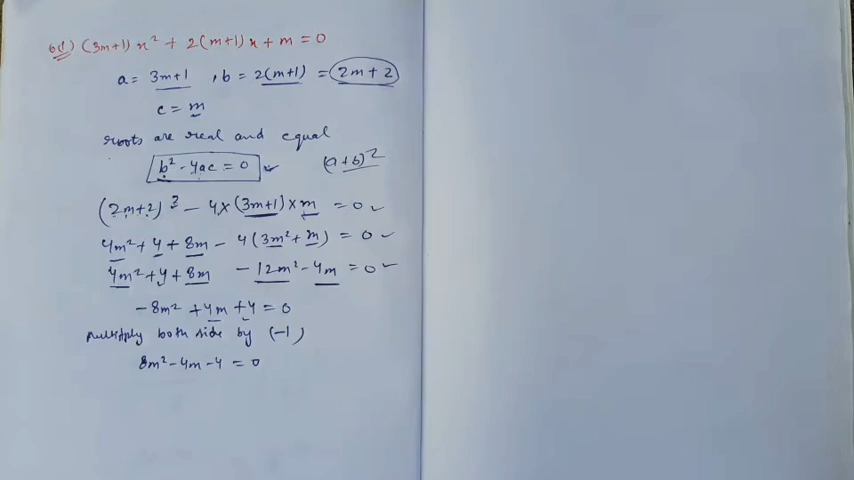 6(i) (3m+1) x² + 2(m+1) x + m = 0
a = 3m+1 , b = 2(m+1) = 2m+2
c = m
roots are real and equal
b² - 4ac = 0 (a+b)²
(2m+2)² - 4×(3m+1)×m = 0
4m² + 4 + 8m - 4(3m²+m) = 0
4m² + 4 + 8m - 12m² - 4m = 0
-8m² + 4m + 4 = 0
Multiply both side by (-1)
8m² - 4m - 4 = 0